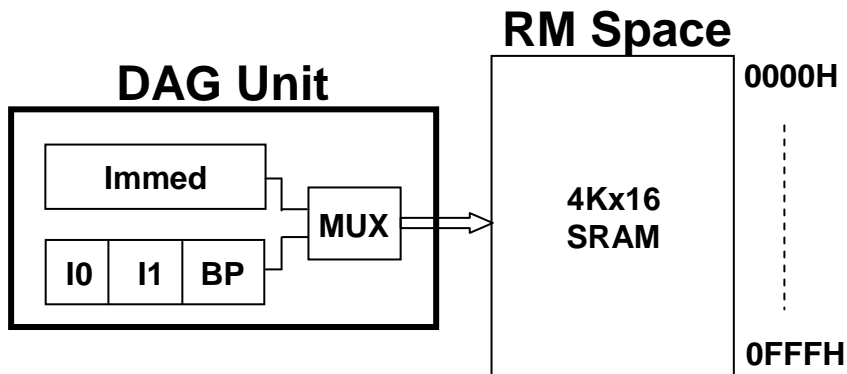 RM Space
DAG Unit
0000H
Immed
MUX
4Kx16
SRAM
I0 I1 BP
0FFFH